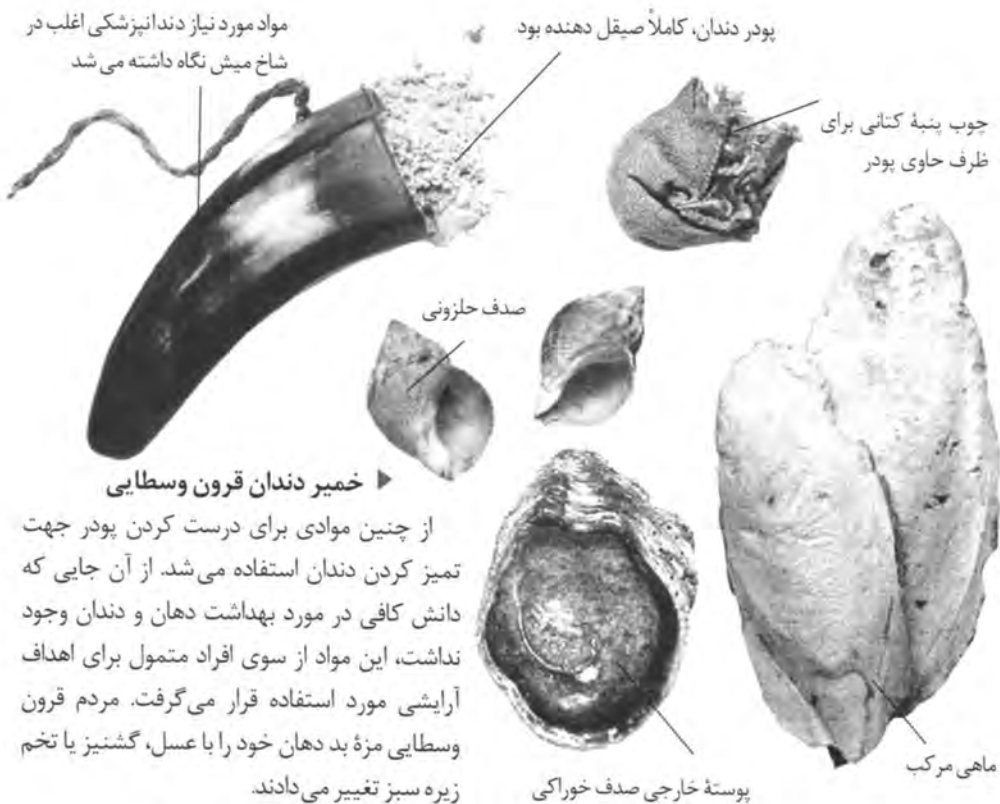 مواد مورد نیاز دندانپزشکی اغلب در
شاخ میش نگاه داشته می‌شد
پودر دندان، کاملاً صیقل دهنده بود
چوب پنبهٔ کتانی برای
ظرف حاوی پودر
صدف حلزونی
خمیر دندان قرون وسطایی
از چنین موادی برای درست کردن پودر جهت
تمیز کردن دندان استفاده می‌شد. از آن جایی که
دانش کافی در مورد بهداشت دهان و دندان وجود
نداشت، این مواد از سوی افراد متمول برای اهداف
آرایشی مورد استفاده قرار می‌گرفت. مردم قرون
وسطایی مزهٔ بد دهان خود را با عسل، گشنیز یا تخم
زیره سبز تغییر می‌دادند.
پوستهٔ خارجی صدف خوراکی
ماهی مرکب